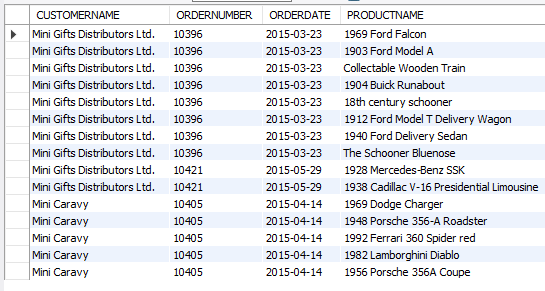 CUSTOMERNAME ORDERNUMBER ORDERDATE PRODUCTNAME
Mini Gifts Distributors Ltd. 10396 2015-03-23 1969 Ford Falcon
Mini Gifts Distributors Ltd. 10396 2015-03-23 1903 Ford Model A
Mini Gifts Distributors Ltd. 10396 2015-03-23 Collectable Wooden Train
Mini Gifts Distributors Ltd. 10396 2015-03-23 1904 Buick Runabout
Mini Gifts Distributors Ltd. 10396 2015-03-23 18th century schooner
Mini Gifts Distributors Ltd. 10396 2015-03-23 1912 Ford Model T Delivery Wagon
Mini Gifts Distributors Ltd. 10396 2015-03-23 1940 Ford Delivery Sedan
Mini Gifts Distributors Ltd. 10396 2015-03-23 The Schooner Bluenose
Mini Gifts Distributors Ltd. 10421 2015-05-29 1928 Mercedes-Benz SSK
Mini Gifts Distributors Ltd. 10421 2015-05-29 1938 Cadillac V-16 Presidential Limousine
Mini Caravy 10405 2015-04-14 1969 Dodge Charger
Mini Caravy 10405 2015-04-14 1948 Porsche 356-A Roadster
Mini Caravy 10405 2015-04-14 1992 Ferrari 360 Spider red
Mini Caravy 10405 2015-04-14 1982 Lamborghini Diablo
Mini Caravy 10405 2015-04-14 1956 Porsche 356A Coupe